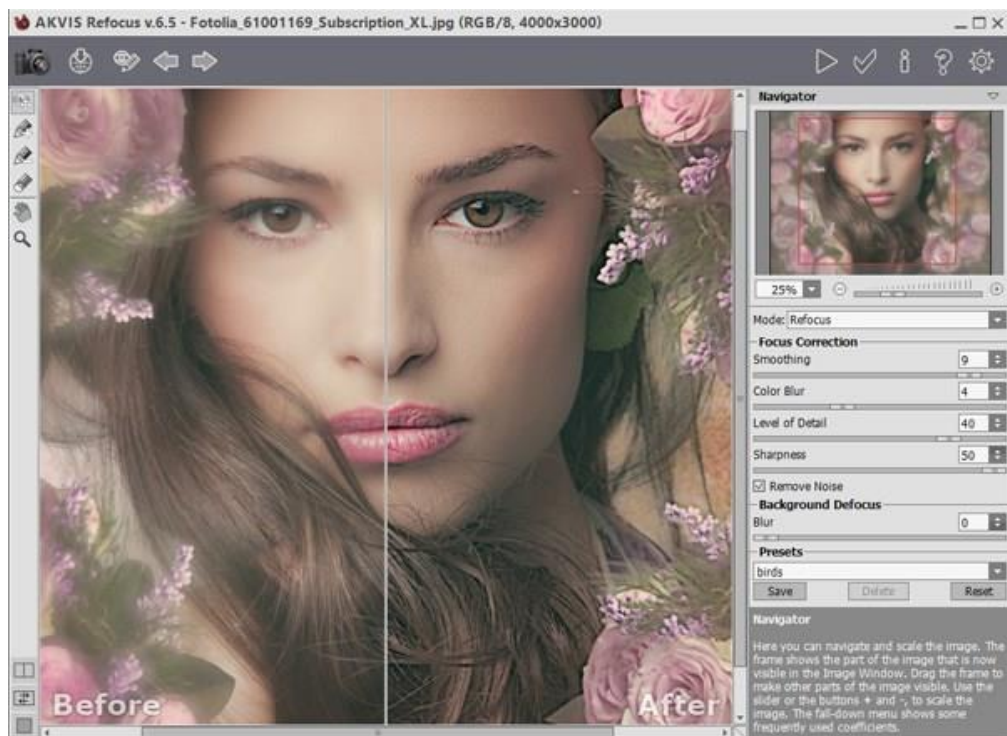 AKVIS Refocus v.6.5 - Fotolia_61001169_Subscription_XL.jpg (RGB/8, 4000x3000)
Navigator
25%
Mode: Refocus
Focus Correction
Smoothing 9
Color Blur 4
Level of Detail 40
Sharpness 50
Remove Noise
Background Defocus
Blur 0
Presets
birds
Save Delete Reset
Navigator
Here you can navigate and scale the image. The
frame shows the part of the image that is now
visible in the Image Window. Drag the frame to
make other parts of the image visible. Use the
slider or the buttons + and -, to scale the
image. The fall-down menu shows some
frequently used coefficients.
Before After